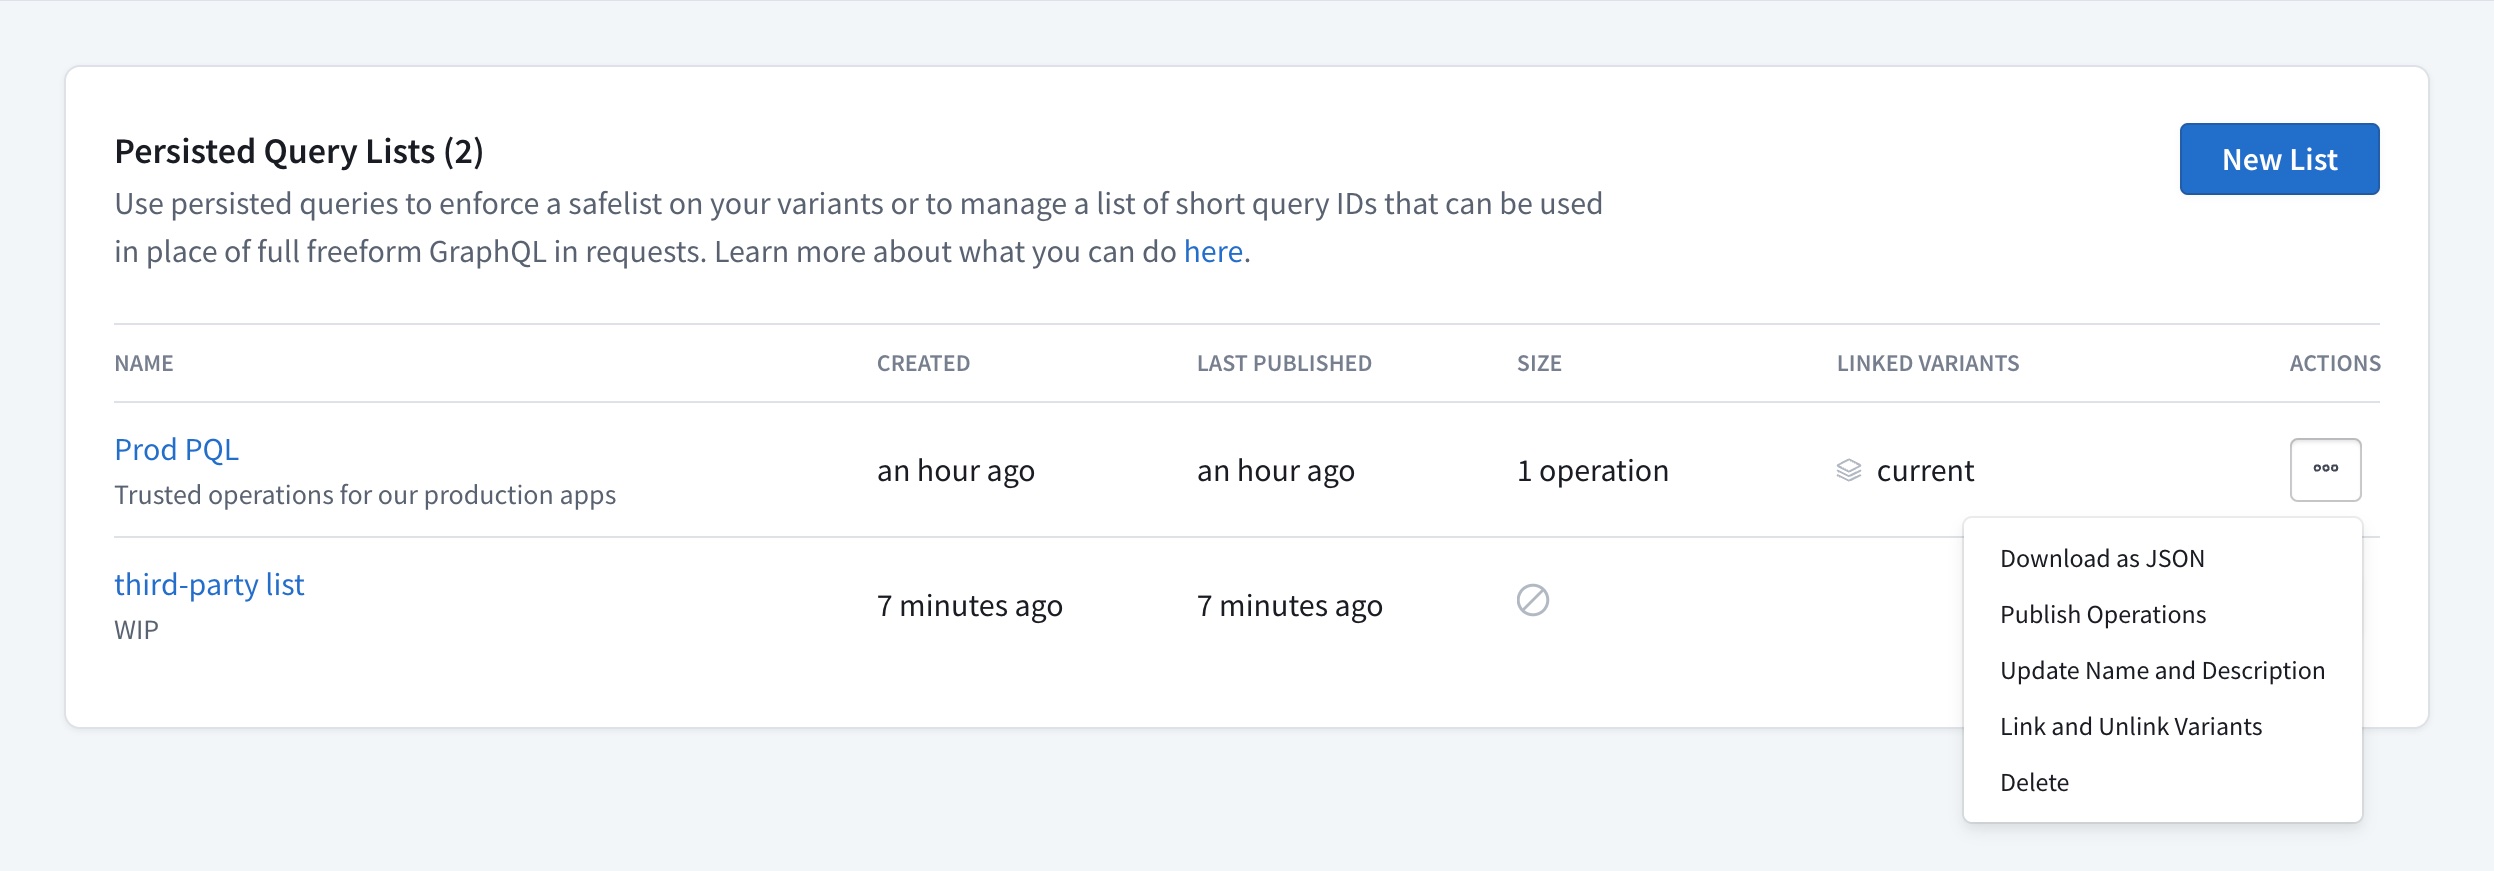 Persisted Query Lists (2)
New List
Use persisted queries to enforce a safelist on your variants or to manage a list of short query IDs that can be used
in place of full freeform GraphQL in requests. Learn more about what you can do here.
NAME CREATED LAST PUBLISHED SIZE LINKED VARIANTS ACTIONS
Prod PQL
Trusted operations for our production apps
an hour ago an hour ago 1 operation current
third-party list
WIP
7 minutes ago 7 minutes ago
Download as JSON
Publish Operations
Update Name and Description
Link and Unlink Variants
Delete